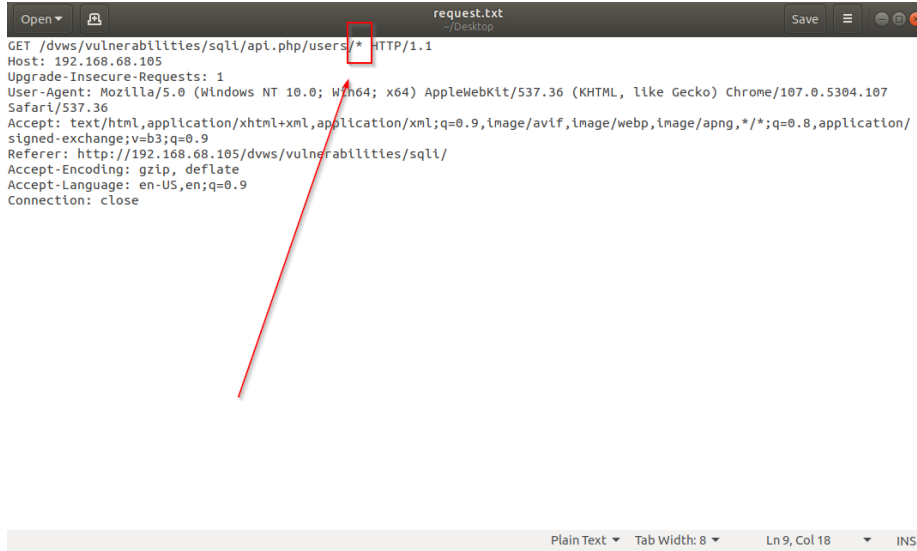 Open
request.txt
~/Desktop
Save
GET /dvws/vulnerabilities/sqli/api.php/users/* HTTP/1.1
Host: 192.168.68.105
Upgrade-Insecure-Requests: 1
User-Agent: Mozilla/5.0 (Windows NT 10.0; Win64; x64) AppleWebKit/537.36 (KHTML, like Gecko) Chrome/107.0.5304.107
Safari/537.36
Accept: text/html,application/xhtml+xml,application/xml;q=0.9,image/avif,image/webp,image/apng,*/*;q=0.8,application/
signed-exchange;v=b3;q=0.9
Referer: http://192.168.68.105/dvws/vulnerabilities/sqli/
Accept-Encoding: gzip, deflate
Accept-Language: en-US,en;q=0.9
Connection: close
Plain Text Tab Width: 8 Ln 9, Col 18 INS